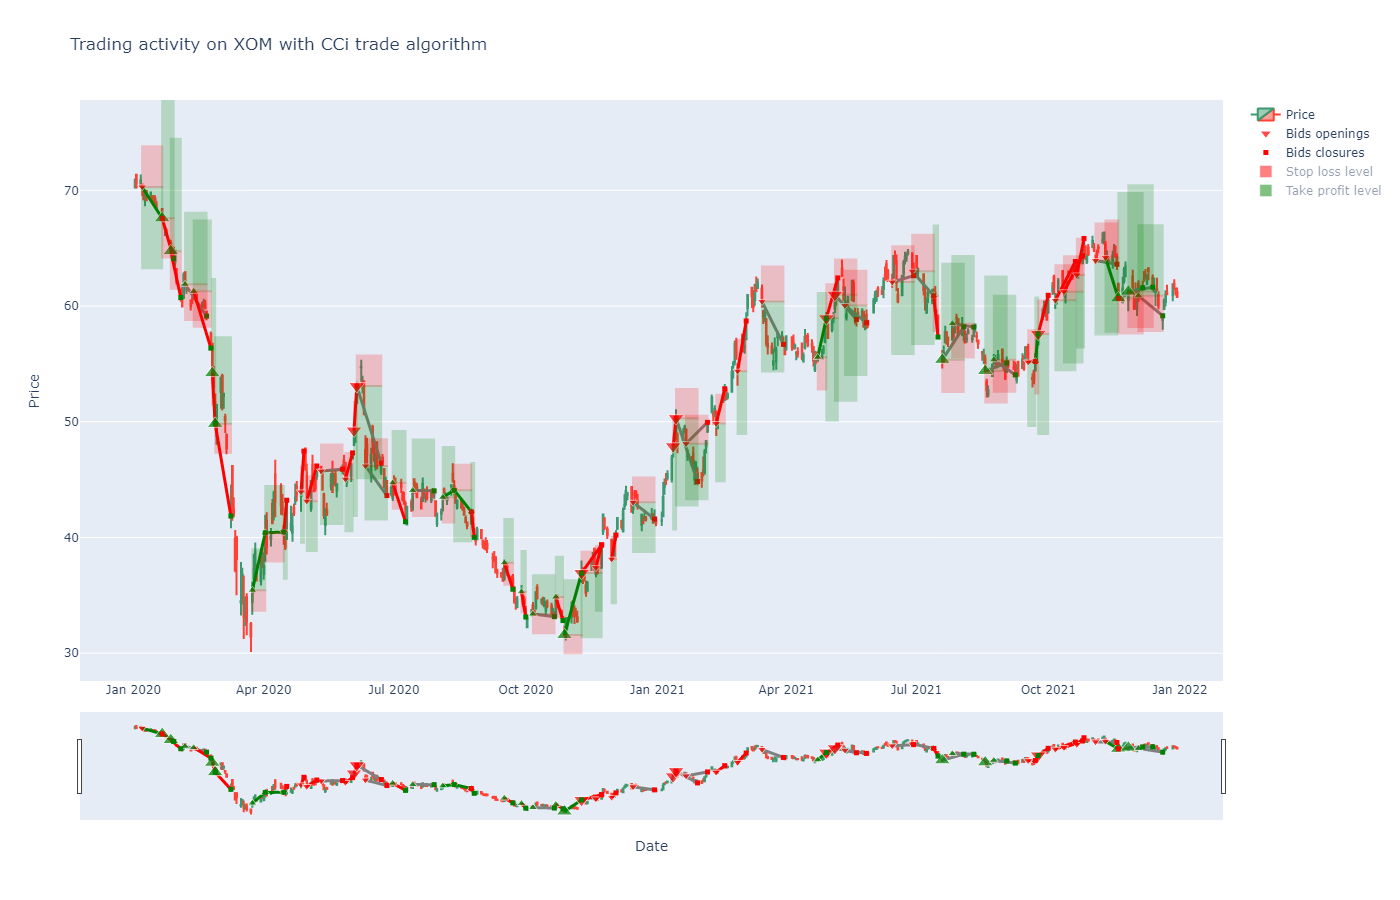 Trading activity on XOM with CCi trade algorithm
Price
Bids openings
Bids closures
Stop loss level
Take profit level
Price
70
60
50
40
30
Jan 2020
Apr 2020
Jul 2020
Oct 2020
Jan 2021
Apr 2021
Jul 2021
Oct 2021
Jan 2022
Date